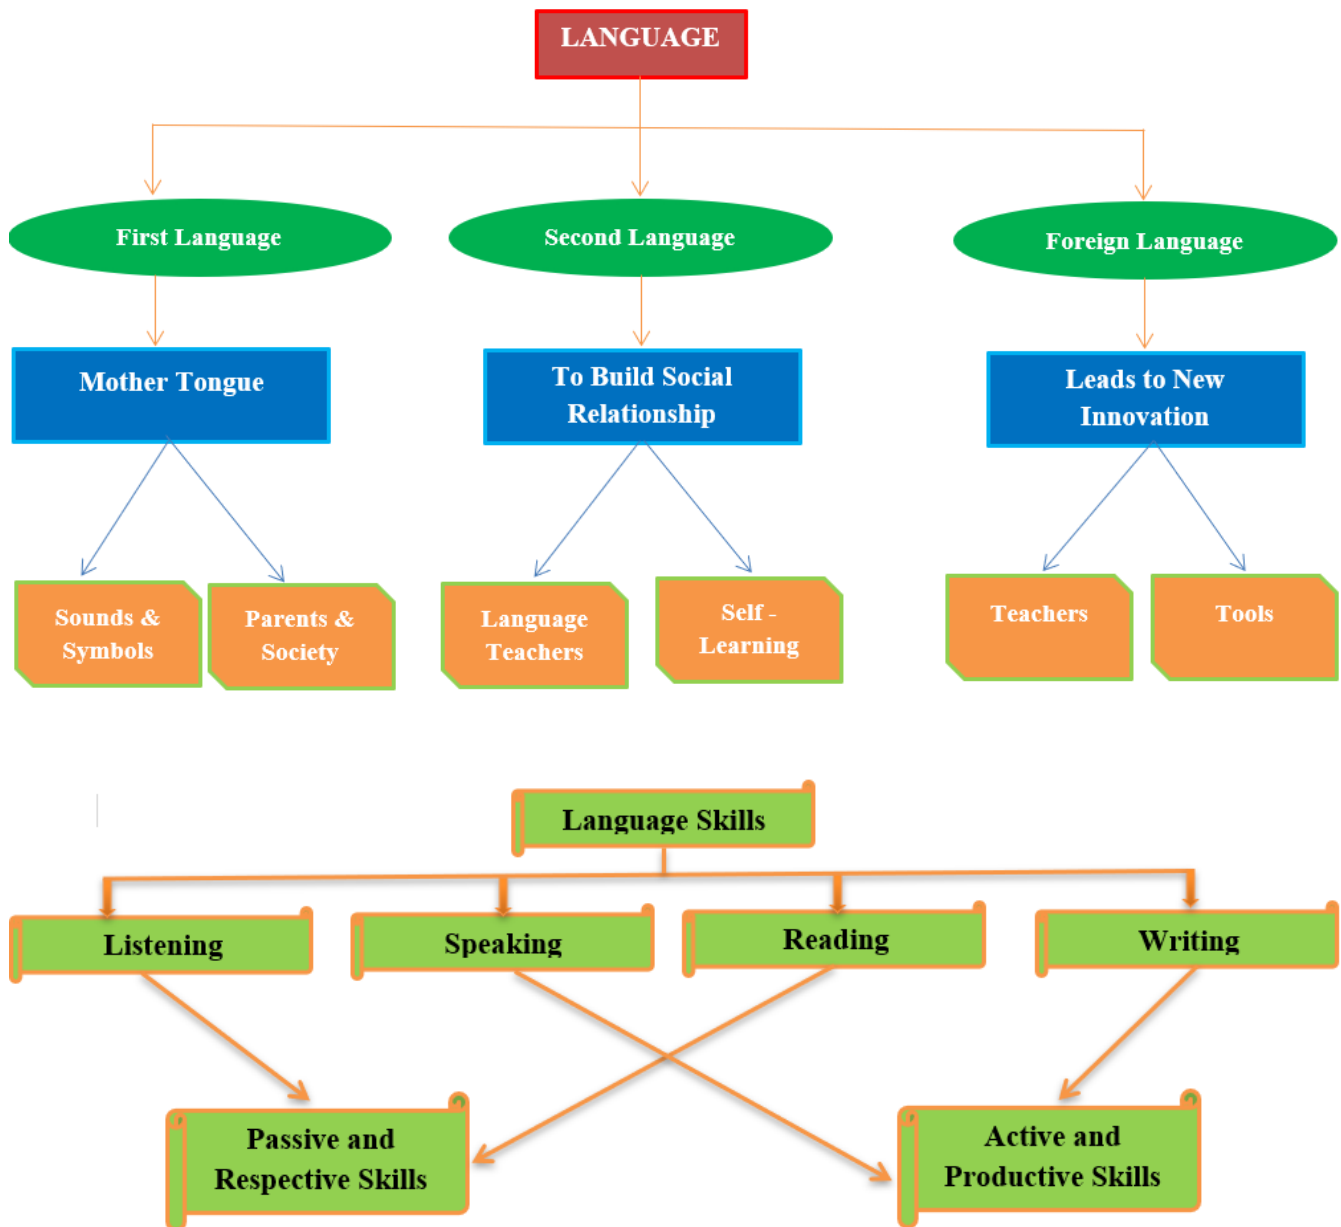 LANGUAGE
First Language
Second Language
Foreign Language
Mother Tongue
To Build Social
Relationship
Leads to New
Innovation
Sounds &
Symbols
Parents &
Society
Language
Teachers
Self -
Learning
Teachers
Tools
Language Skills
Listening
Speaking
Reading
Writing
Passive and
Respective Skills
Active and
Productive Skills